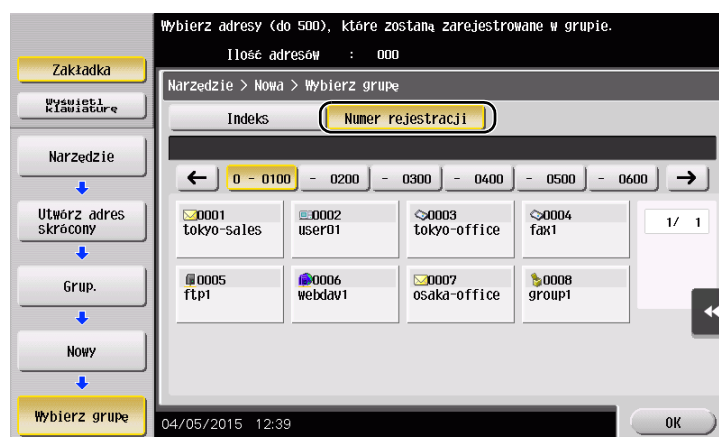 Wybierz adresy (do 500), które zostaną zarejestrowane w grupie.
Ilość adresów : 000
Zakładka
Wyświetl
klawiaturę
Narzędzie
Utwórz adres
skrócony
Grup.
Nowy
Wybierz grupę
Narzędzie > Nowa > Wybierz grupę
Indeks Numer rejestracji
0 - 0100 - 0200 - 0300 - 0400 - 0500 - 0600
0001 0002 0003 0004
tokyo-sales user01 tokyo-office fax1
1/ 1
0005 0006 0007 0008
ftp1 webdav1 osaka-office group1
04/05/2015 12:39
OK